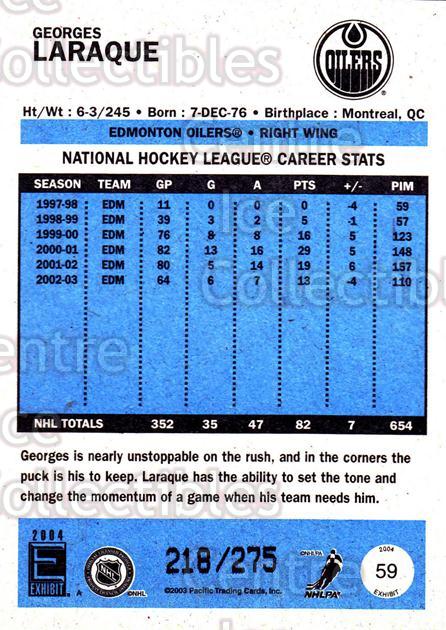 GEORGES
LARAQUE
OILERS
Ht/Wt : 6-3/245 • Born : 7-DEC-76 • Birthplace : Montreal, QC
EDMONTON OILERS® • RIGHT WING
NATIONAL HOCKEY LEAGUE® CAREER STATS
SEASON TEAM GP G A PTS +/- PIM
1997-98 EDM 11 0 0 0 -4 59
1998-99 EDM 39 3 2 5 -1 57
1999-00 EDM 76 8 8 16 5 123
2000-01 EDM 82 13 16 29 5 148
2001-02 EDM 80 5 14 19 6 157
2002-03 EDM 64 6 7 13 -4 110
NHL TOTALS 352 35 47 82 7 654
Georges is nearly unstoppable on the rush, and in the corners the
puck is his to keep. Laraque has the ability to set the tone and
change the momentum of a game when his team needs him.
2004
E
EXHIBIT
A
NHL
©NHL
218/275
©2003 Pacific Trading Cards, Inc.
©NHLPA
NHLPA
2004
59
EXHIBIT
Centre
Ice
Collectibles